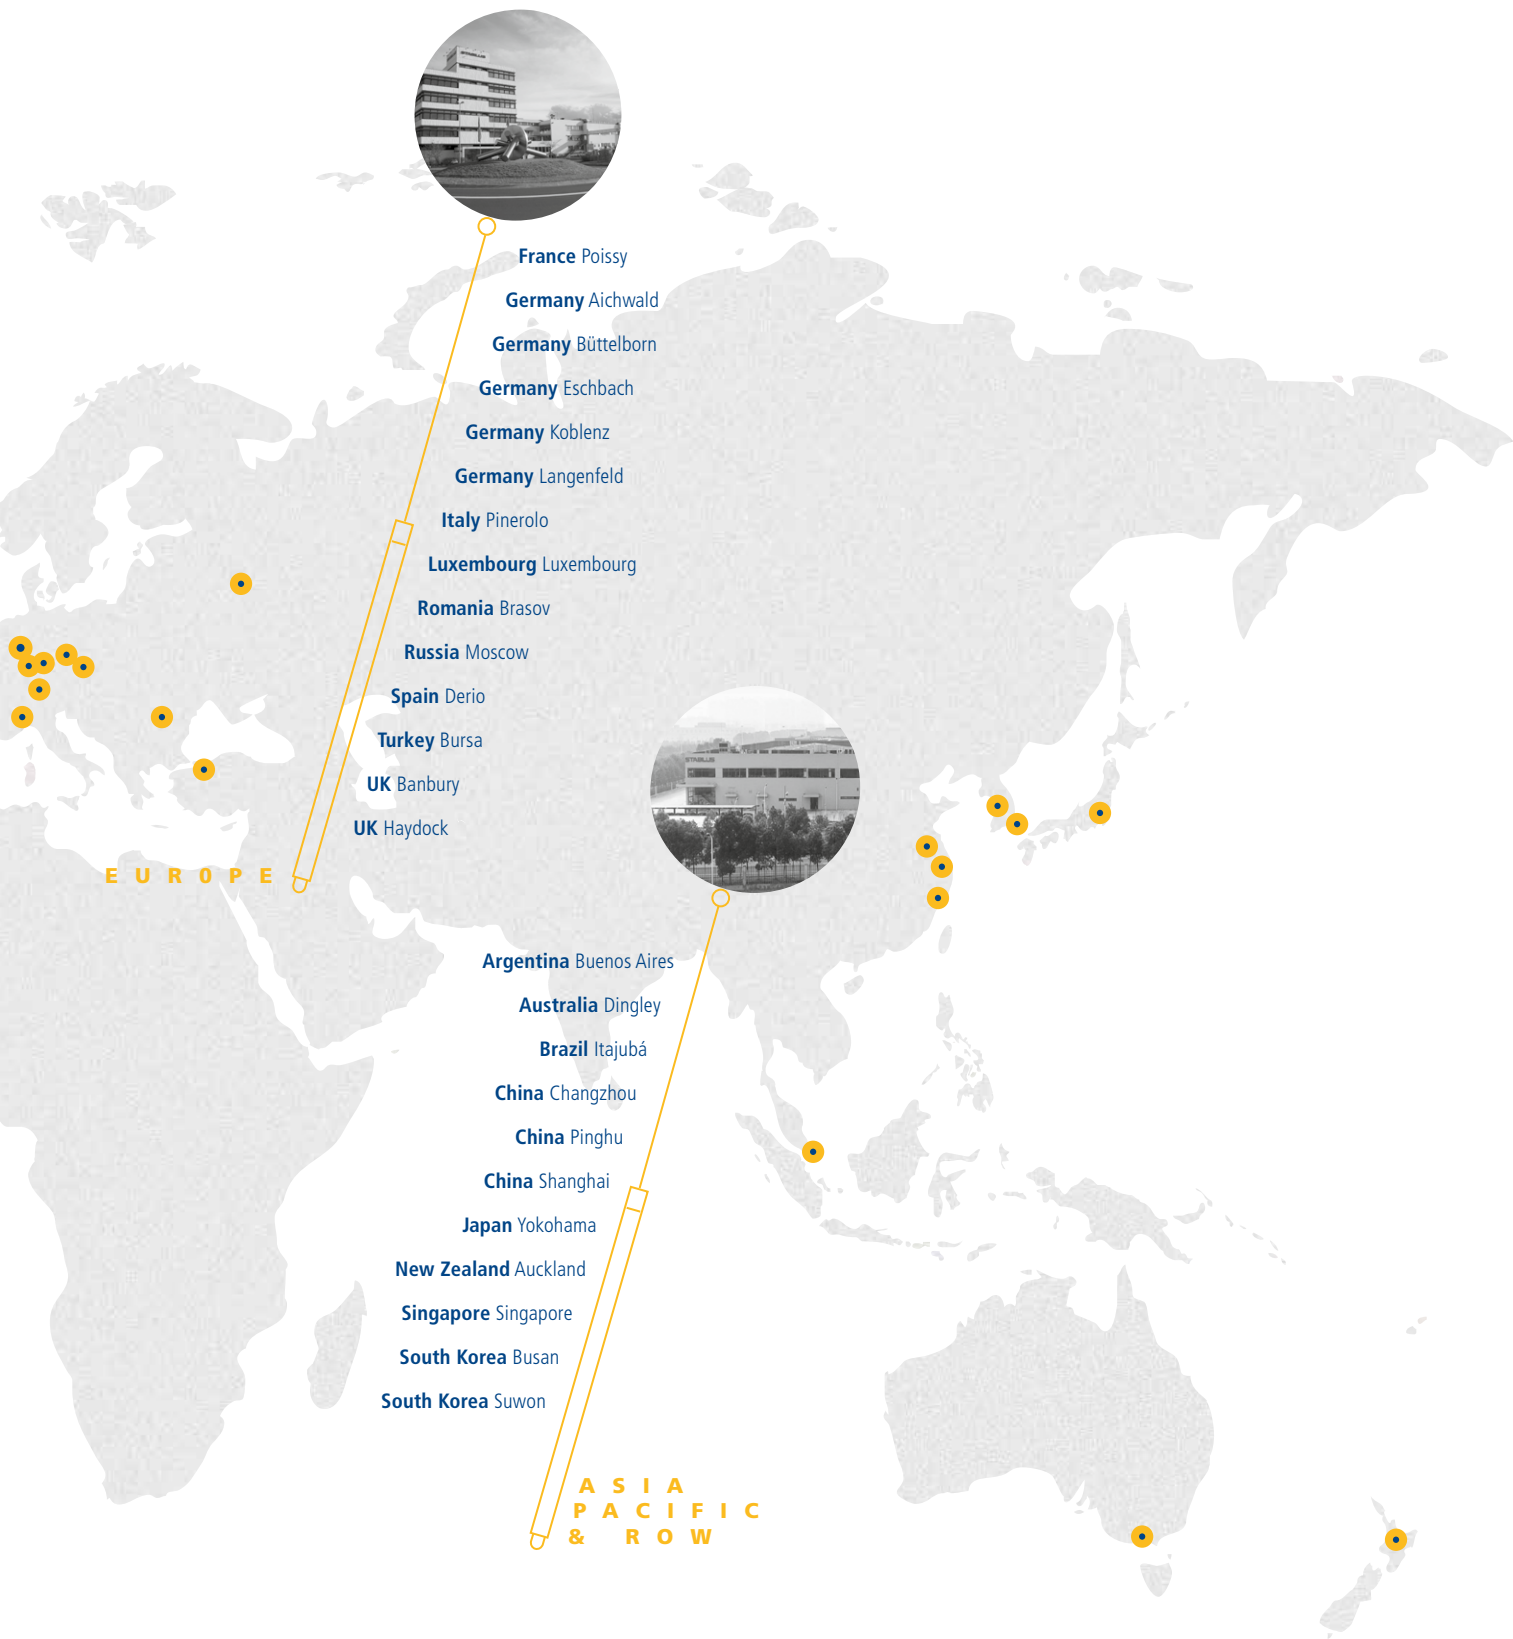 STABILUS
France Poissy
Germany Aichwald
Germany Büttelborn
Germany Eschbach
Germany Koblenz
Germany Langenfeld
Italy Pinerolo
Luxembourg Luxembourg
Romania Brasov
Russia Moscow
Spain Derio
Turkey Bursa
UK Banbury
UK Haydock
EUROPE
STABILUS
Argentina Buenos Aires
Australia Dingley
Brazil Itajubá
China Changzhou
China Pinghu
China Shanghai
Japan Yokohama
New Zealand Auckland
Singapore Singapore
South Korea Busan
South Korea Suwon
ASIA
PACIFIC
& ROW